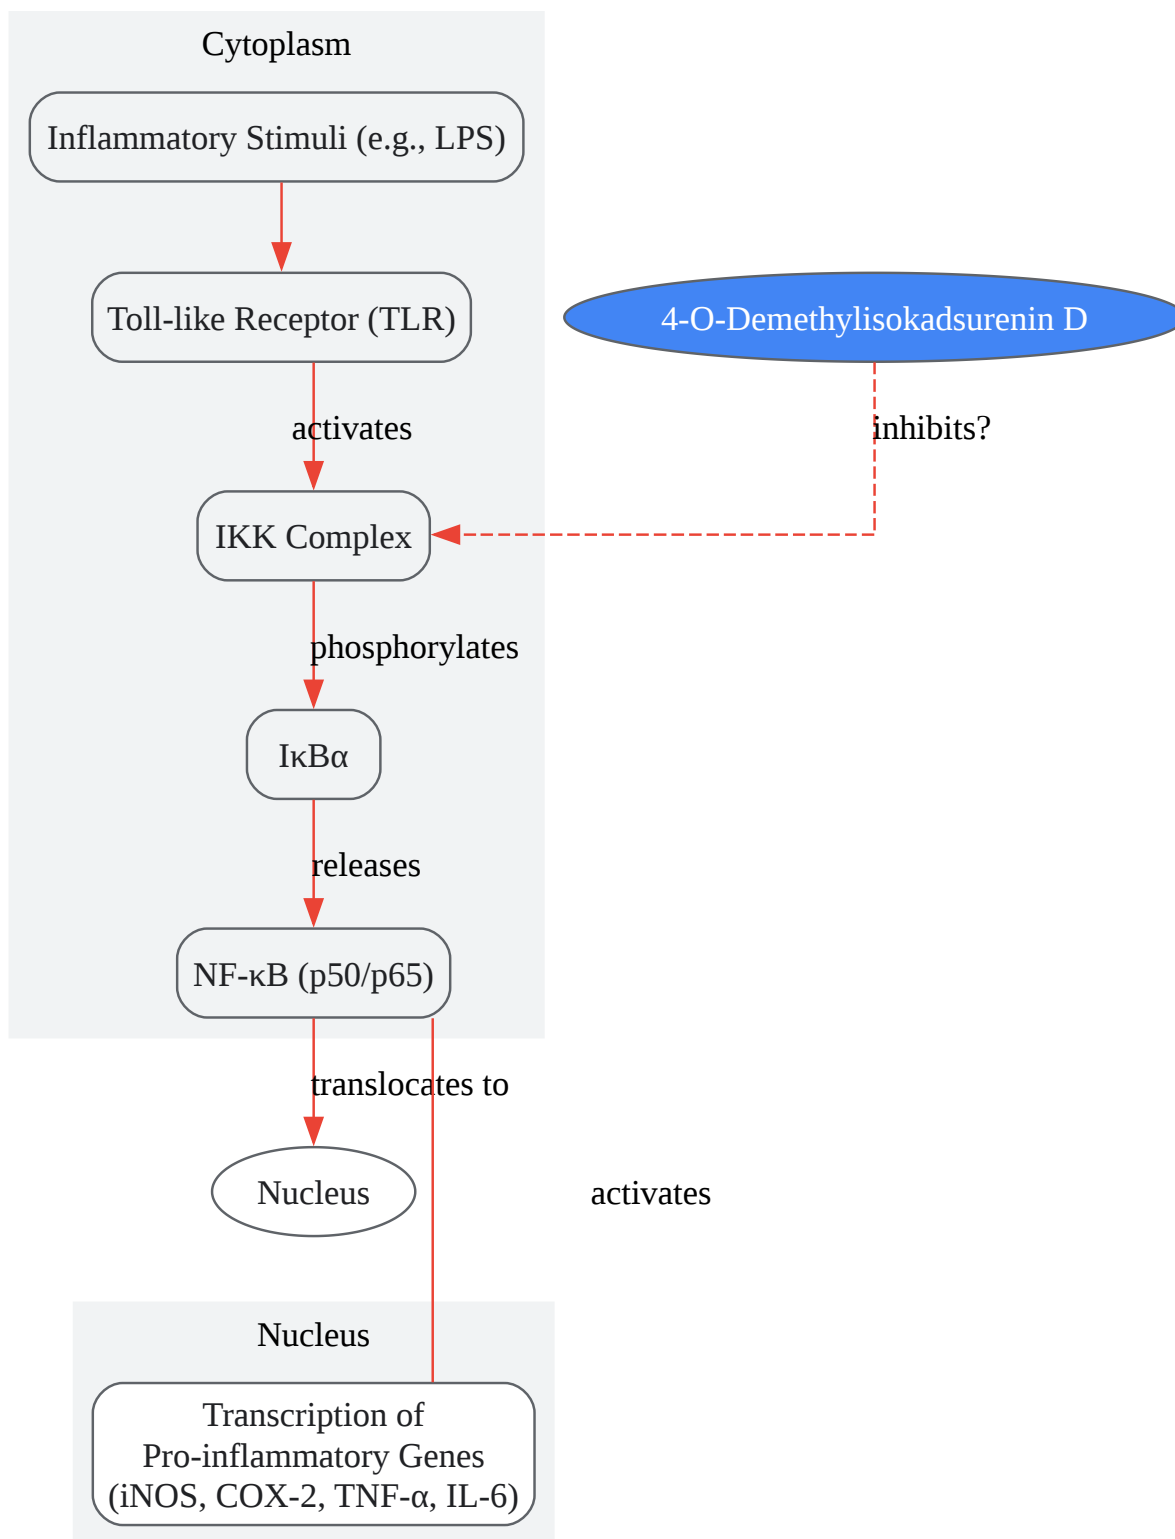 Cytoplasm
Inflammatory Stimuli (e.g., LPS)
Toll-like Receptor (TLR)
4-O-Demethylisokadsurenin D
activates
inhibits?
IKK Complex
phosphorylates
IκBα
releases
NF-κB (p50/p65)
translocates to
Nucleus
activates
Nucleus
Transcription of
Pro-inflammatory Genes
(iNOS, COX-2, TNF-α, IL-6)